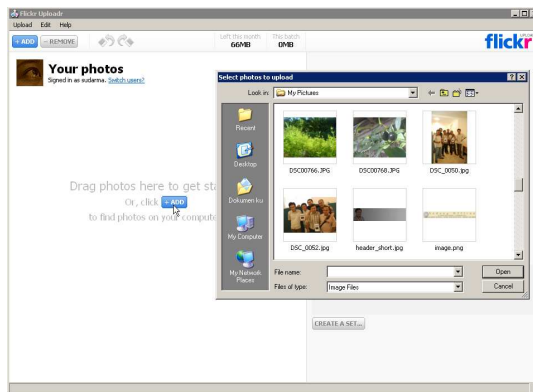 Flickr Uploadr
Upload Edit Help
+ ADD
- REMOVE
Left this month
66MB
This batch
0MB
flickr
Your photos
Signed in as sudarma. Switch users?
Drag photos here to get sta
Or, click + ADD
to find photos on your compute
Select photos to upload
Look in:
My Pictures
Recent
Desktop
Dokumen ku
My Computer
My Network
Places
DSC00766.JPG
DSC00768.JPG
DSC_0050.jpg
DSC_0052.jpg
header_short.jpg
image.png
File name:
Open
Files of type:
Image Files
Cancel
CREATE A SET...